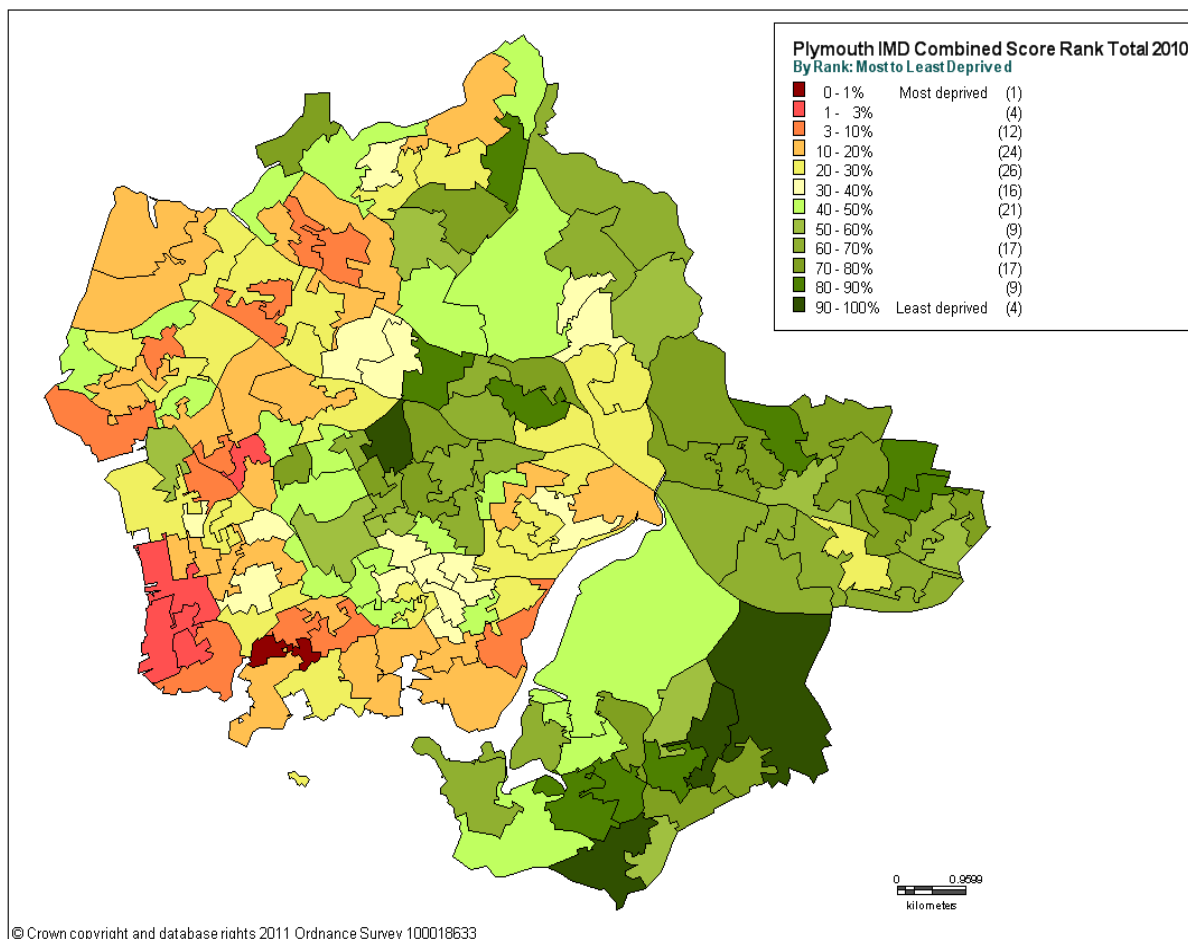 Plymouth IMD Combined Score Rank Total 2010
By Rank: Most to Least Deprived
0 - 1% Most deprived (1)
1 - 3% (4)
3 - 10% (12)
10 - 20% (24)
20 - 30% (26)
30 - 40% (16)
40 - 50% (21)
50 - 60% (9)
60 - 70% (17)
70 - 80% (17)
80 - 90% (9)
90 - 100% Least deprived (4)
0 0.9599
kilometers
© Crown copyright and database rights 2011 Ordnance Survey 100018633